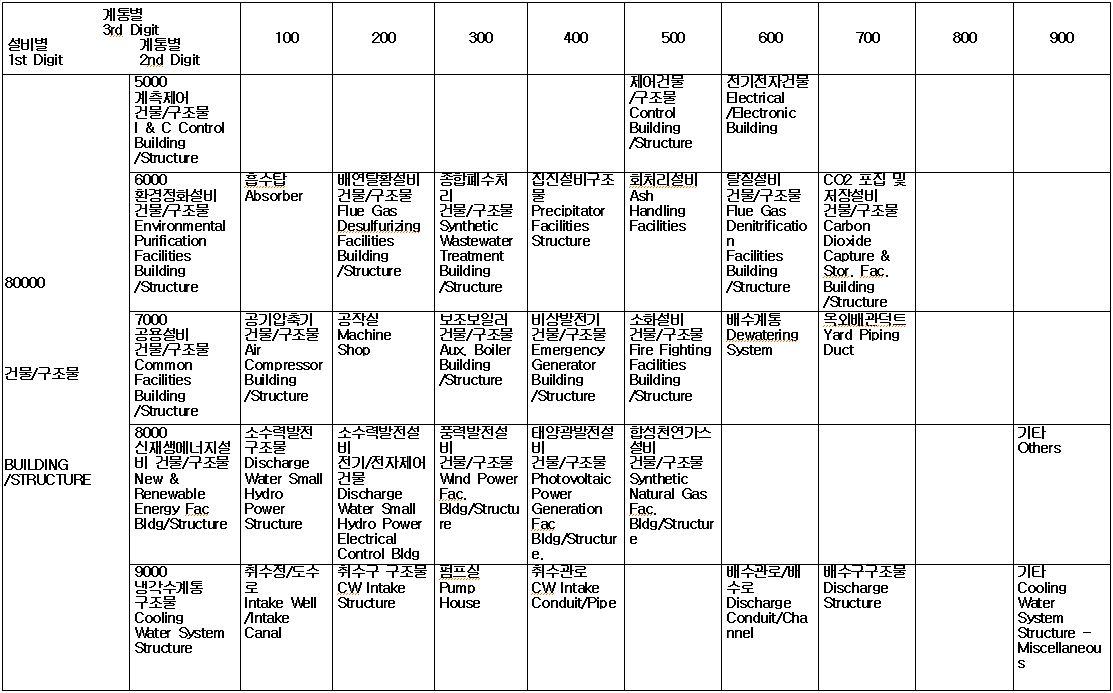 계통별
3rd Digit
설비별
1st Digit
계통별
2nd Digit
100
200
300
400
500
600
700
800
900
80000
건물/구조물
BUILDING
/STRUCTURE
5000
계측제어
건물/구조물
I & C Control
Building
/Structure
제어건물
/구조물
Control
Building
/Structure
전기전자건물
Electrical
/Electronic
Building
6000
환경정화설비
건물/구조물
Environmental
Purification
Facilities
Building
/Structure
흡수탑
Absorber
배연탈황설비
건물/구조물
Flue Gas
Desulfurizing
Facilities
Building
/Structure
종합폐수처
리
건물/구조물
Synthetic
Wastewater
Treatment
Building
/Structure
집진설비구조
물
Precipitator
Facilities
Structure
회처리설비
Ash
Handling
Facilities
탈질설비
건물/구조물
Flue Gas
Denitrificatio
n
Facilities
Building
/Structure
CO2 포집 및
저장설비
건물/구조물
Carbon
Dioxide
Capture &
Stor. Fac.
Building
/Structure
7000
공용설비
건물/구조물
Common
Facilities
Building
/Structure
공기압축기
건물/구조물
Air
Compressor
Building
/Structure
공작실
Machine
Shop
보조보일러
건물/구조물
Aux. Boiler
Building
/Structure
비상발전기
건물/구조물
Emergency
Generator
Building
/Structure
소화설비
건물/구조물
Fire Fighting
Facilities
Building
/Structure
배수계통
Dewatering
System
옥외배관덕트
Yard Piping
Duct
8000
신재생에너지설
비 건물/구조물
New &
Renewable
Energy Fac
Bldg/Structure
소수력발전
구조물
Discharge
Water Small
Hydro
Power
Structure
소수력발전설
비
전기/전자제어
건물
Discharge
Water Small
Hydro Power
Electrical
Control Bldg
풍력발전설
비
건물/구조물
Wind Power
Fac.
Bldg/Structu
re
태양광발전설
비
건물/구조물
Photovoltaic
Power
Generation
Fac
Bldg/Structur
e.
합성천연가스
설비
건물/구조물
Synthetic
Natural Gas
Fac.
Bldg/Structur
e
기타
Others
9000
냉각수계통
구조물
Cooling
Water System
Structure
취수정/도수
로
Intake Well
/Intake
Canal
취수구 구조물
CW Intake
Structure
펌프실
Pump
House
취수관로
CW Intake
Conduit/Pipe
배수관로/배
수로
Discharge
Conduit/Cha
nnel
배수구구조물
Discharge
Structure
기타
Cooling
Water
System
Structure -
Miscellaneou
s